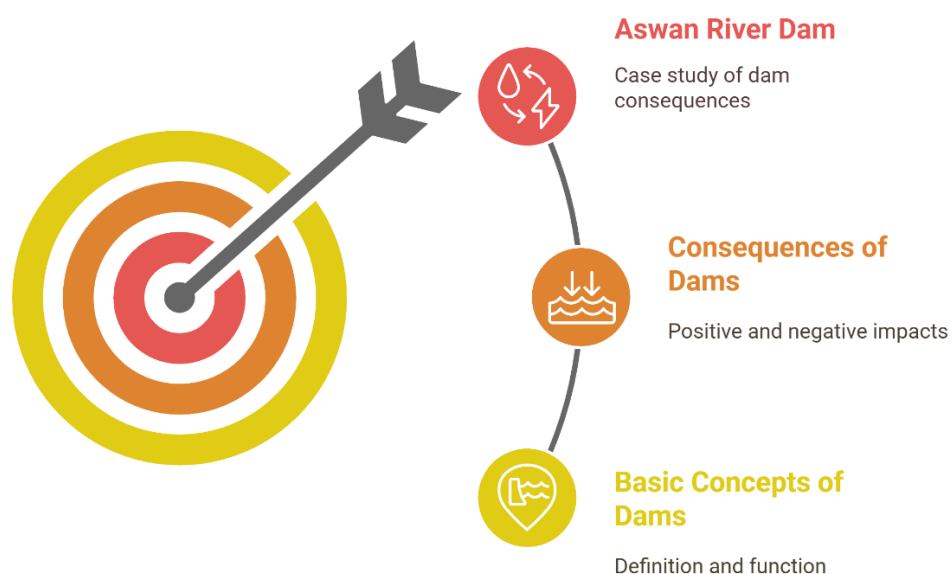 Aswan River Dam
Case study of dam
consequences
Consequences of
Dams
Positive and negative impacts
Basic Concepts of
Dams
Definition and function